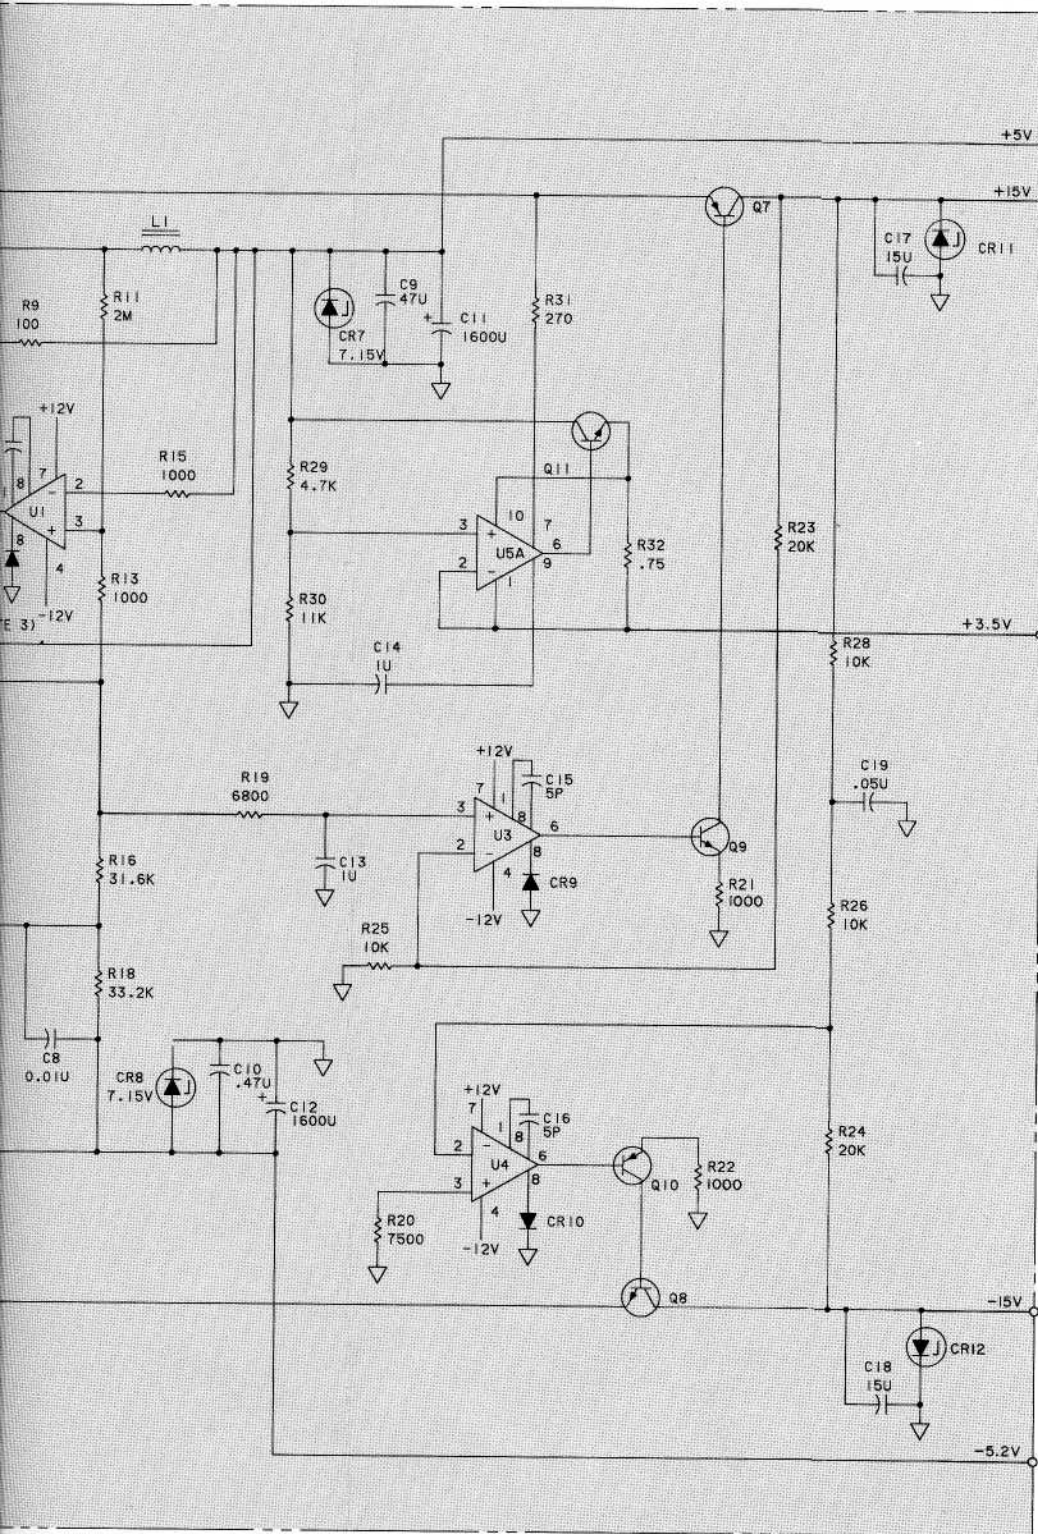 +5V
+15V
Q7
L1
C17
15U
CR11
R9
100
R11
2M
C9
47U
+
C11
1600U
CR7
7.15V
R31
270
+12V
8
7
R15
1000
2
-
U1
3
+
8
4
-12V
E 3)
R13
1000
R29
4.7K
Q11
10
7
3
+
U5A
6
2
-
9
1
R32
.75
R23
20K
R30
11K
+3.5V
C14
1U
R28
10K
+12V
7
1
C15
5P
C19
.05U
R19
6800
3
+
8
U3
6
2
-
8
4
CR9
-12V
Q9
R21
1000
C13
1U
R16
31.6K
R26
10K
R25
10K
R18
33.2K
C8
0.01U
CR8
7.15V
C10
.47U
+
C12
1600U
+12V
7
1
C16
5P
8
2
-
U4
6
3
+
8
4
CR10
-12V
Q10
R22
1000
R24
20K
R20
7500
Q8
-15V
CR12
C18
15U
-5.2V